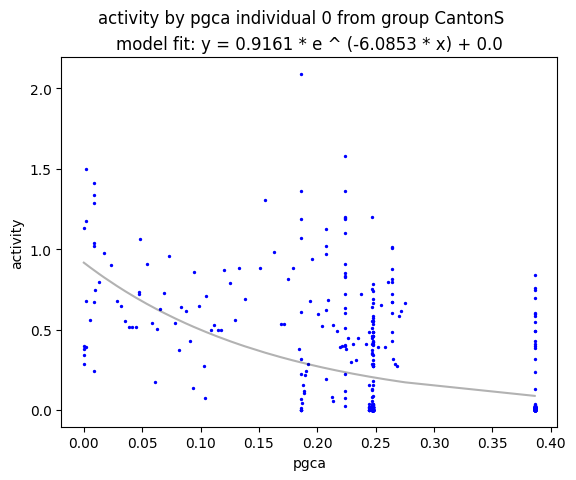 activity by pgca individual 0 from group CantonS
model fit: y = 0.9161 * e ^ (-6.0853 * x) + 0.0
2.0
1.5
1.0
0.5
0.0
activity
0.00 0.05 0.10 0.15 0.20 0.25 0.30 0.35 0.40
pgca